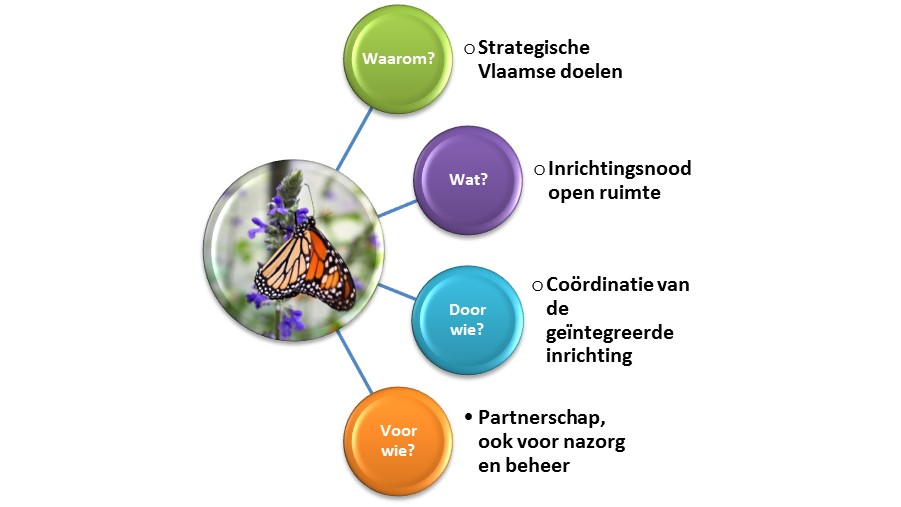 Waarom?
o Strategische
Vlaamse doelen
Wat?
o Inrichtingsnood
open ruimte
Door
wie?
o Coördinatie van
de
geïntegreerde
inrichting
Voor
wie?
• Partnerschap,
ook voor nazorg
en beheer